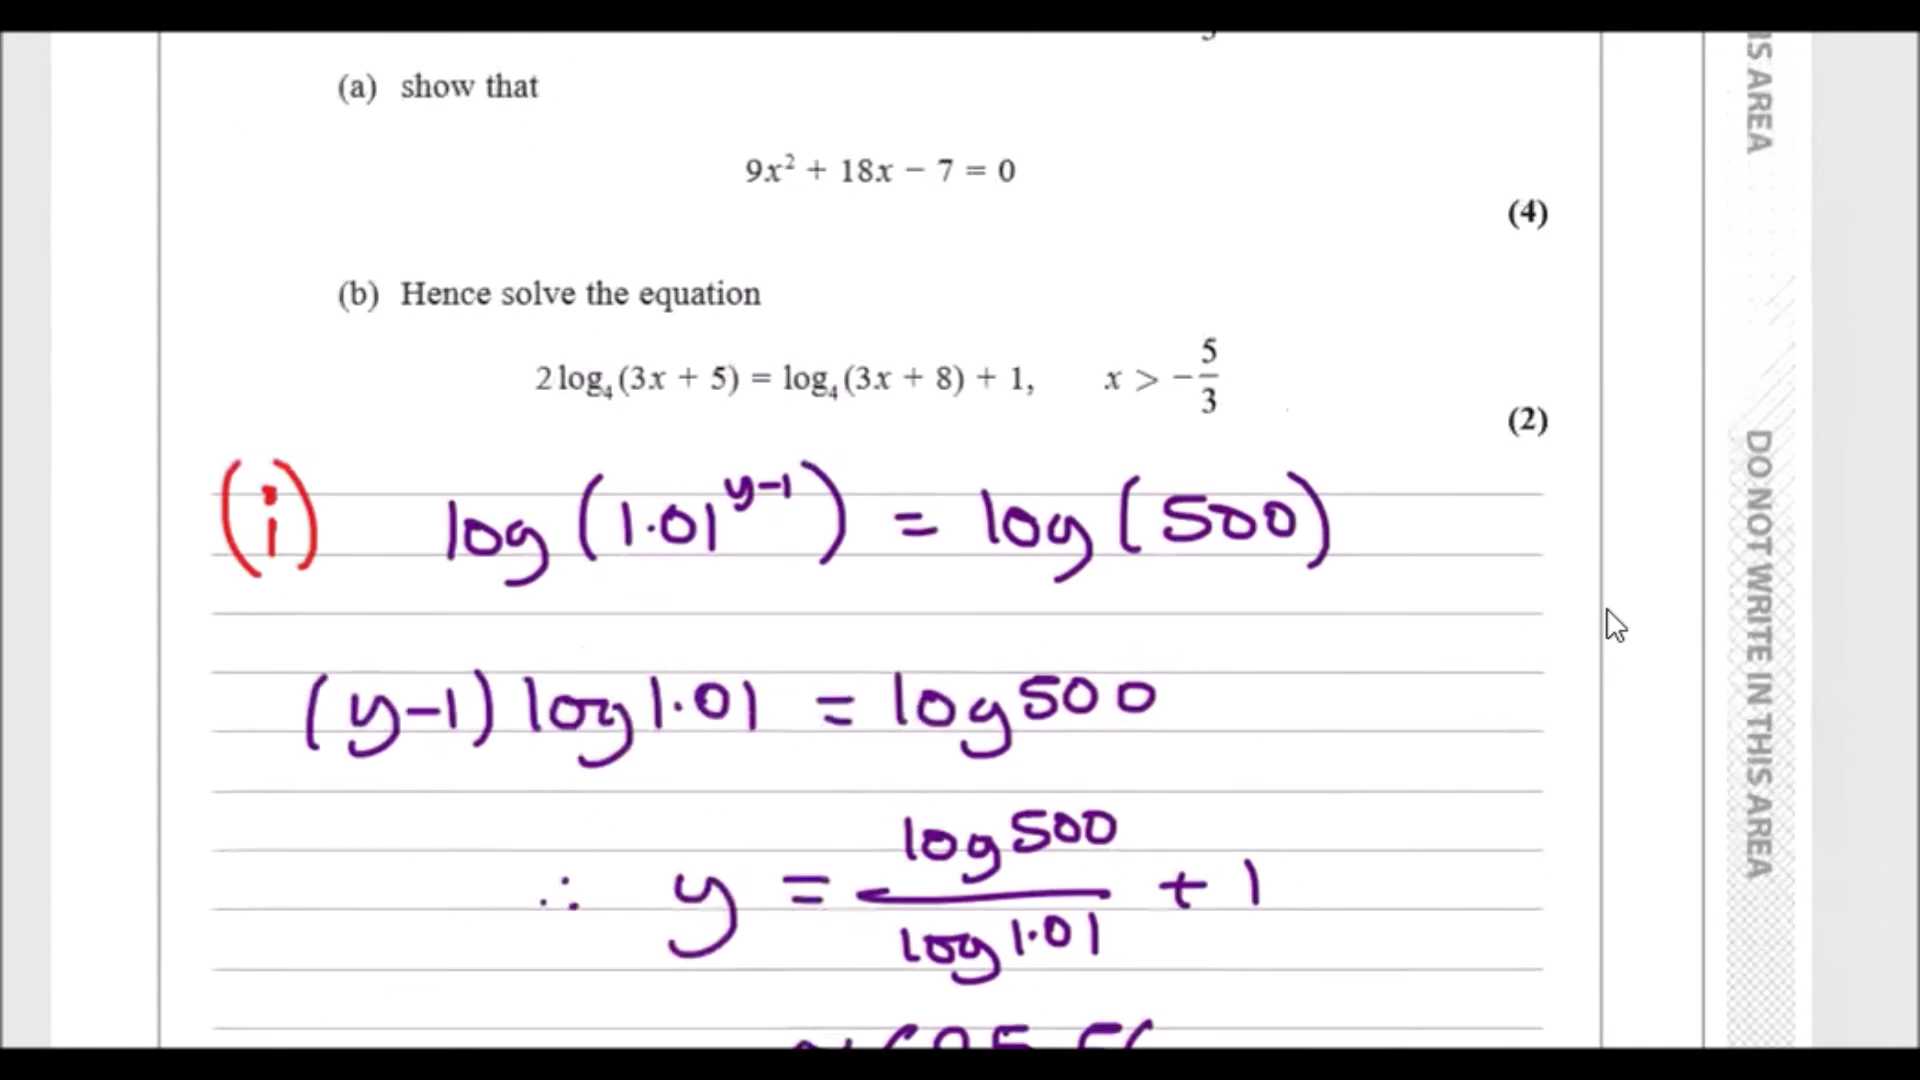 (a) show that
9x² + 18x − 7 = 0
(4)
(b) Hence solve the equation
2 log₄(3x + 5) = log₄(3x + 8) + 1, x > −5/3
(2)
(i) log(1.01^(y−1)) = log(500)
(y−1) log 1.01 = log 500
∴ y = log 500 / log 1.01 + 1
IS AREA
DO NOT WRITE IN THIS AREA